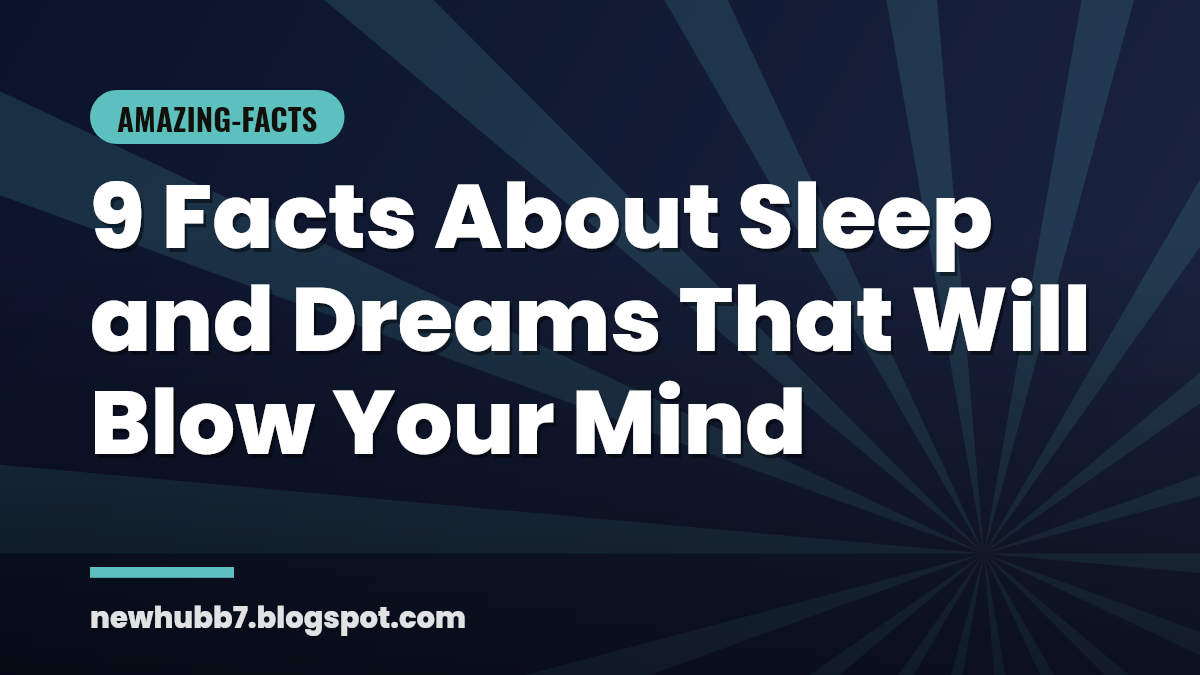 AMAZING-FACTS
9 Facts About Sleep
and Dreams That Will
Blow Your Mind
newhubb7.blogspot.com